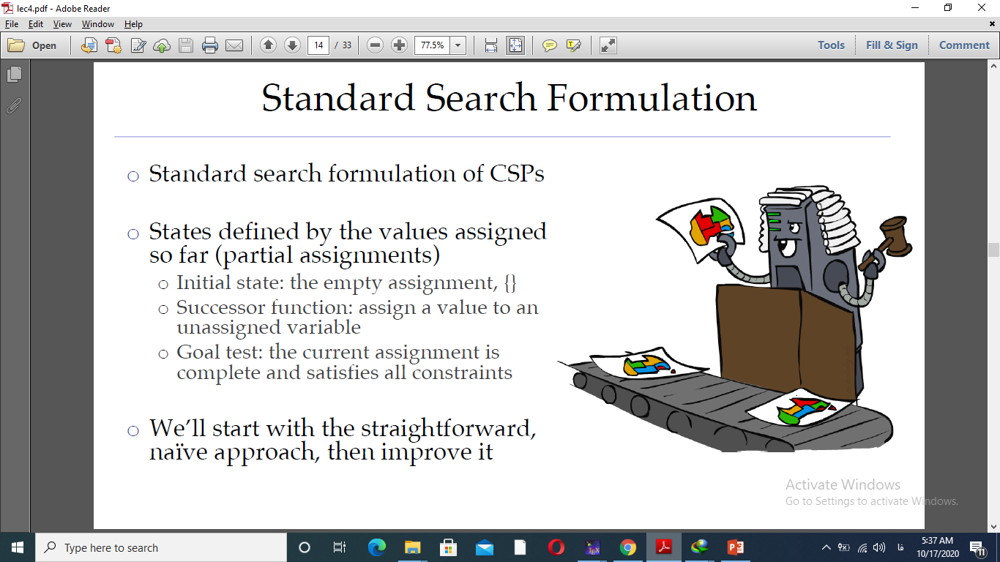 lec4.pdf - Adobe Reader
File Edit View Window Help
Open 14 / 33 77.5% Tools Fill & Sign Comment
Standard Search Formulation
Standard search formulation of CSPs
States defined by the values assigned
so far (partial assignments)
Initial state: the empty assignment, {}
Successor function: assign a value to an
unassigned variable
Goal test: the current assignment is
complete and satisfies all constraints
We’ll start with the straightforward,
naïve approach, then improve it
Activate Windows
Go to Settings to activate Windows.
Type here to search
فا
5:37 AM
10/17/2020
11